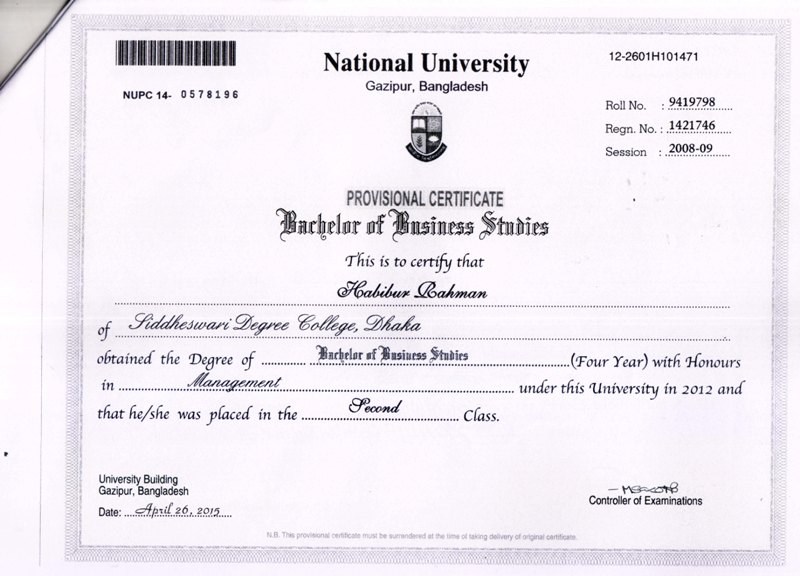 National University
Gazipur, Bangladesh
NUPC 14- 0578196
12-2601H101471
Roll No. : 9419798
Regn. No. : 1421746
Session : 2008-09
PROVISIONAL CERTIFICATE
Bachelor of Business Studies
This is to certify that
Habibur Rahman
of Siddheswari Degree College, Dhaka
obtained the Degree of Bachelor of Business Studies (Four Year) with Honours
in Management under this University in 2012 and
that he/she was placed in the Second Class.
University Building
Gazipur, Bangladesh
Date: April 26, 2015
Controller of Examinations
N.B. This provisional certificate must be surrendered at the time of taking delivery of original certificate.